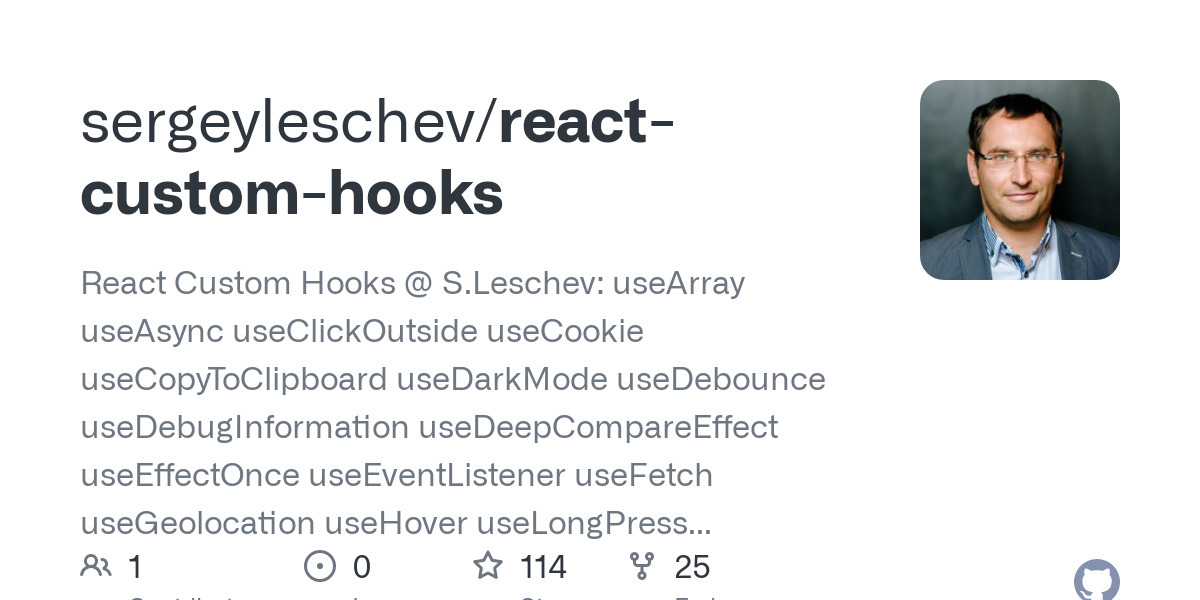 sergeyleschev/react-
custom-hooks
React Custom Hooks @ S.Leschev: useArray
useAsync useClickOutside useCookie
useCopyToClipboard useDarkMode useDebounce
useDebugInformation useDeepCompareEffect
useEffectOnce useEventListener useFetch
useGeolocation useHover useLongPress...
1 0 114 25